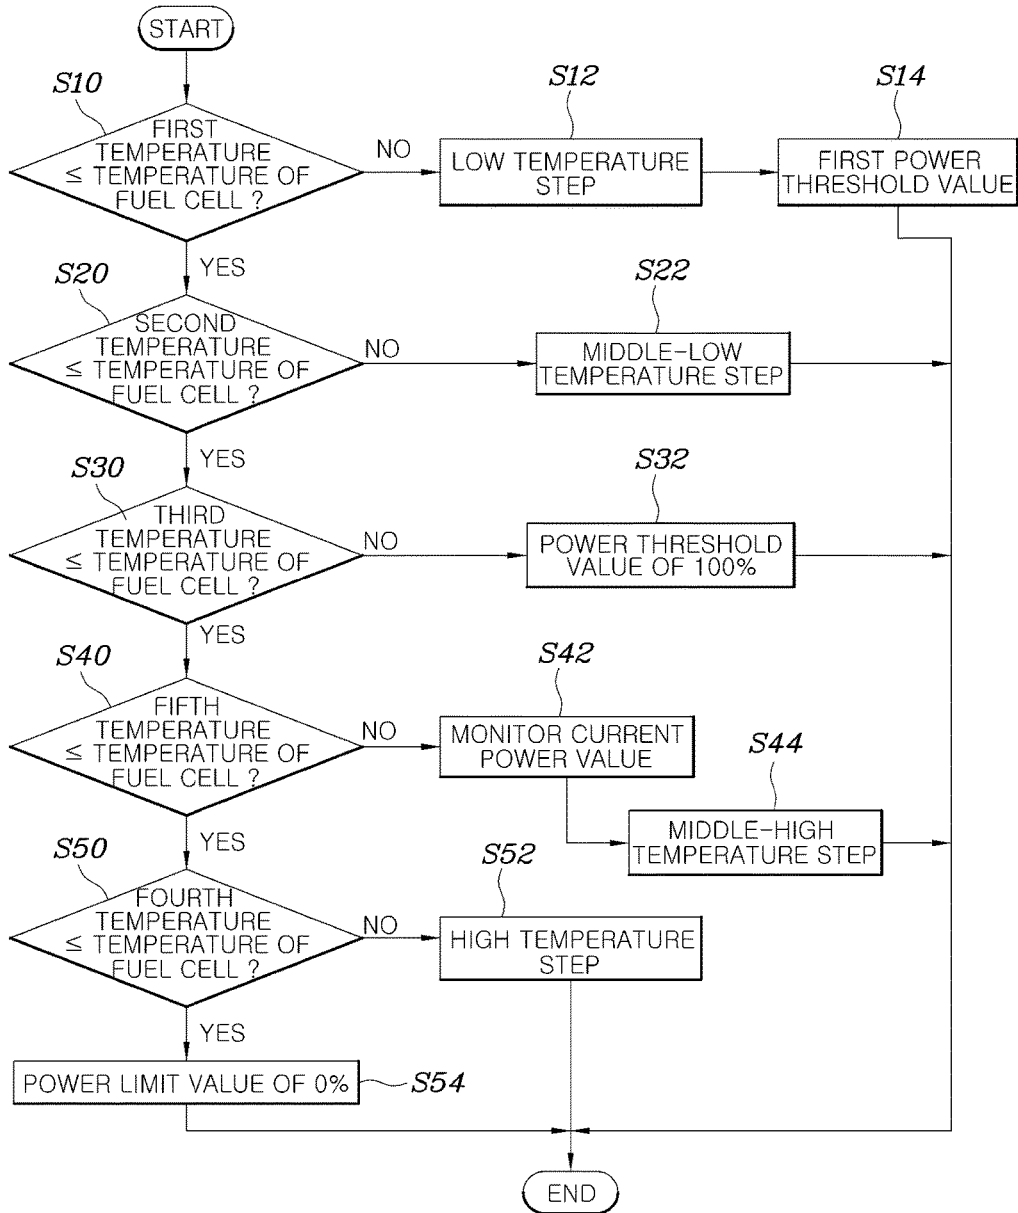 START
S10
FIRST
TEMPERATURE
≤ TEMPERATURE OF
FUEL CELL ?
NO
S12
LOW TEMPERATURE
STEP
S14
FIRST POWER
THRESHOLD VALUE
YES
S20
SECOND
TEMPERATURE
≤ TEMPERATURE OF
FUEL CELL ?
NO
S22
MIDDLE-LOW
TEMPERATURE STEP
YES
S30
THIRD
TEMPERATURE
≤ TEMPERATURE OF
FUEL CELL ?
NO
S32
POWER THRESHOLD
VALUE OF 100%
YES
S40
FIFTH
TEMPERATURE
≤ TEMPERATURE OF
FUEL CELL ?
NO
S42
MONITOR CURRENT
POWER VALUE
S44
MIDDLE-HIGH
TEMPERATURE STEP
YES
S50
FOURTH
TEMPERATURE
≤ TEMPERATURE OF
FUEL CELL ?
NO
S52
HIGH TEMPERATURE
STEP
YES
POWER LIMIT VALUE OF 0%
S54
END